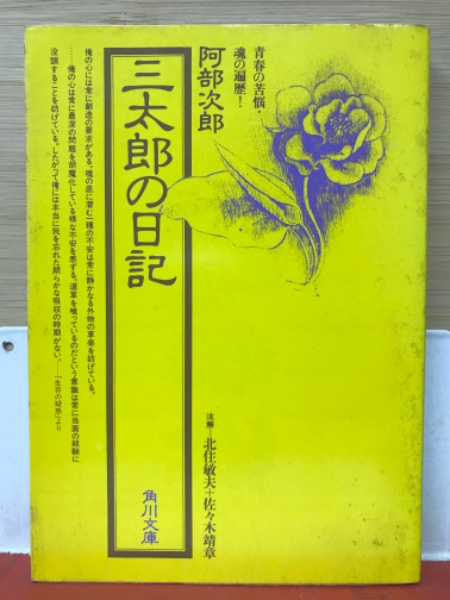 青春の苦悩・
魂の遍歴！
阿部次郎
三太郎の日記
俺の心には常に創造の要求がある。魂の底に潜む一種の不安は常に静かなる外物の享楽を妨げている。
……俺の心は常に最深の問題を胡魔化している様な不安を感ずる。道草を喰っているのだという意識は常に当面の経験に
没頭することを妨げている。したがって俺には本当に我を忘れた朗らかな吸収の時期がない。──「生存の疑惑」より
注解＝北住敏夫＋佐々木靖章
角川文庫